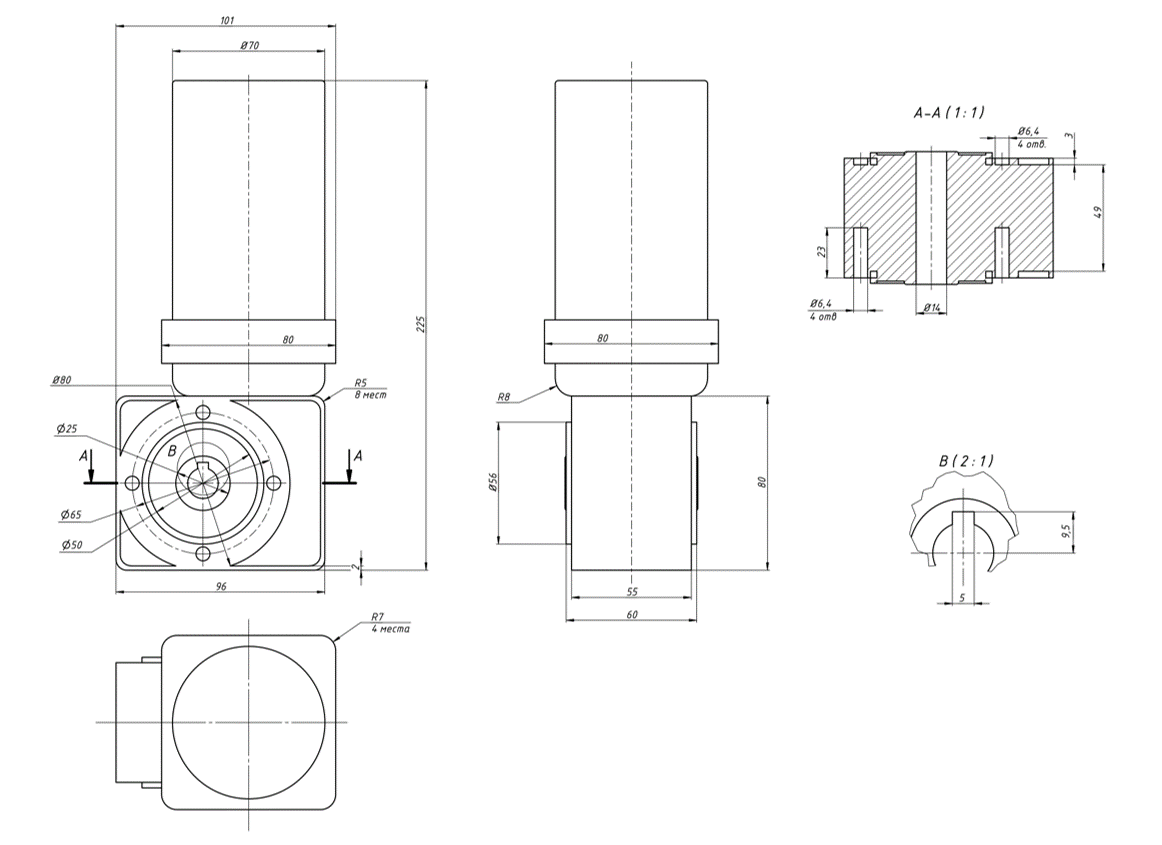 101
Ø70
А-А (1:1)
Ø6,4
4 отв.
3
49
23
Ø6,4
4 отв
Ø14
225
80
80
Ø80
R5
8 мест
R8
Ø25
А
В
А
Ø56
80
В (2:1)
Ø65
Ø50
9,5
2
96
55
60
5
R7
4 места